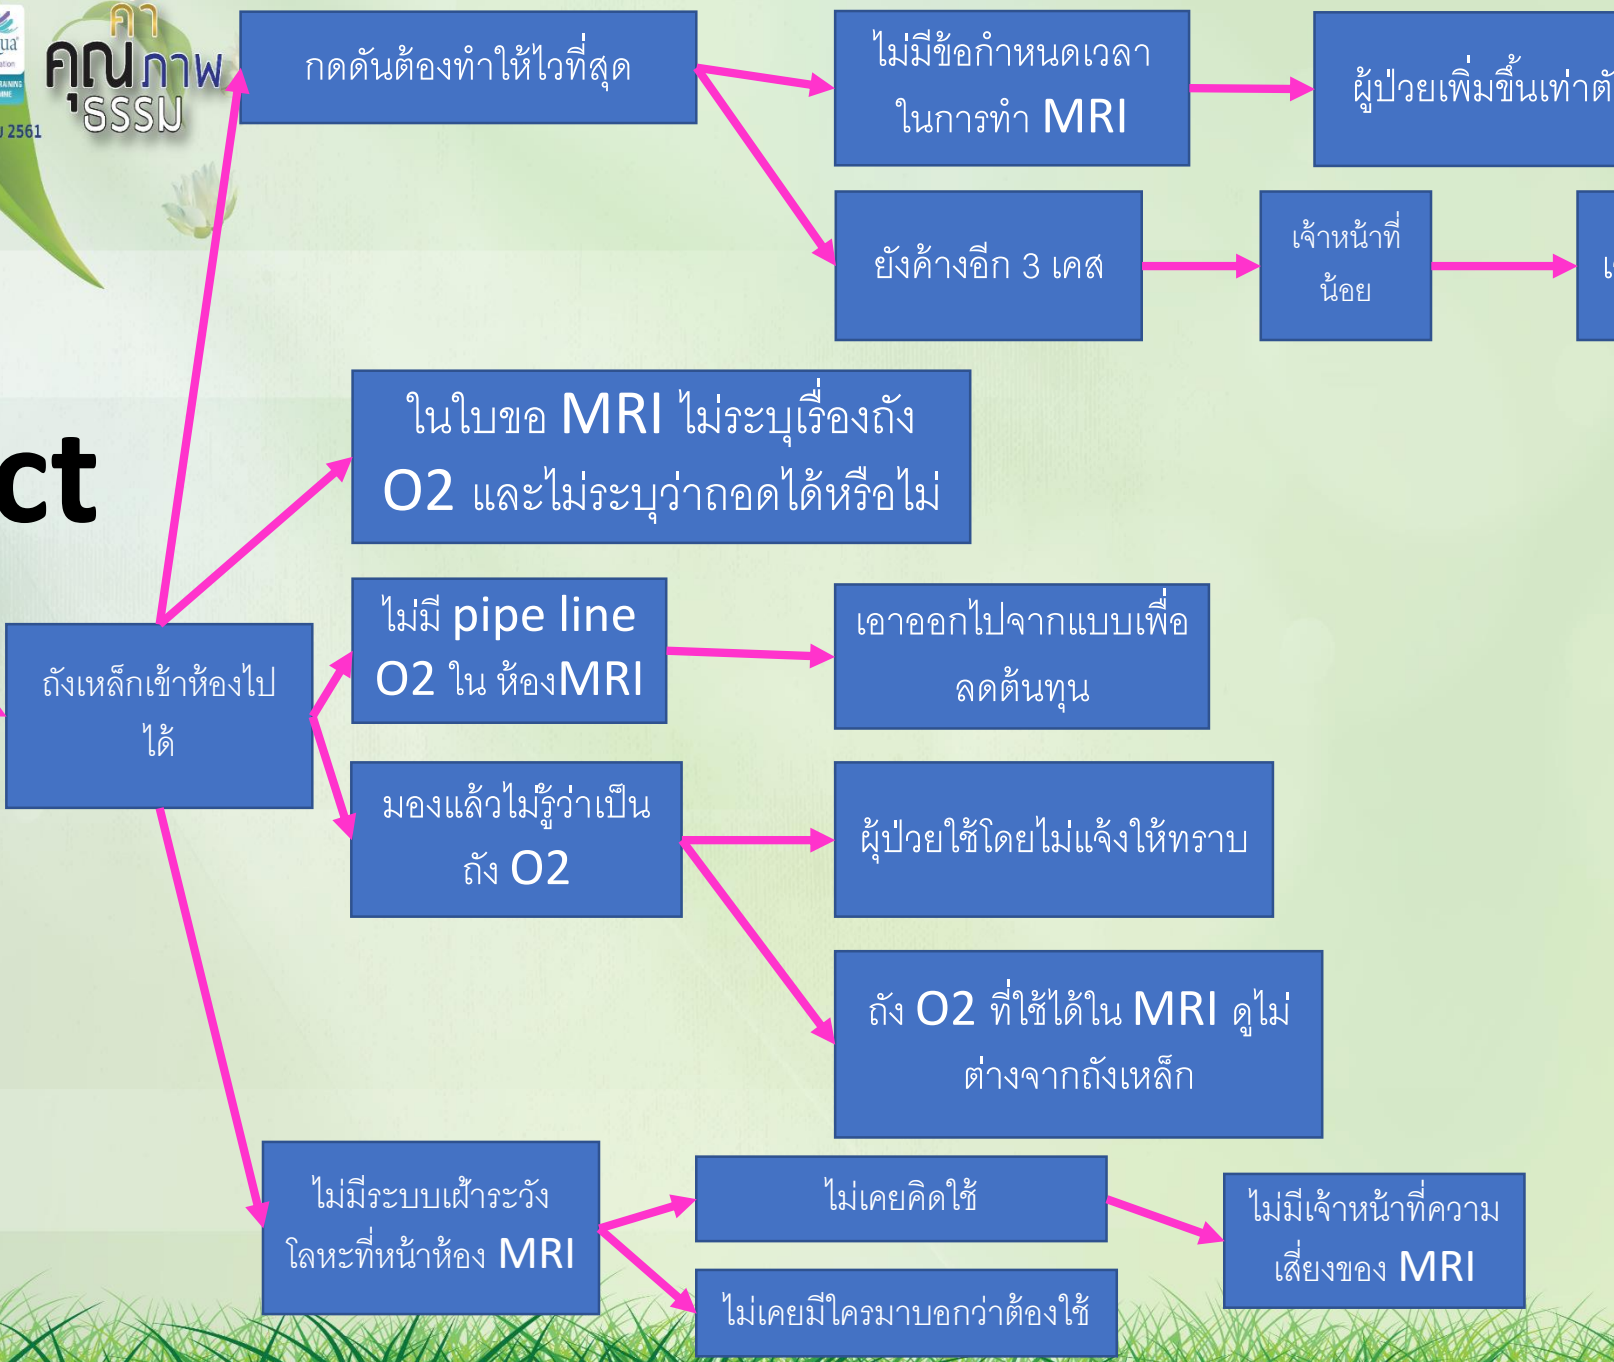 คุณภาพ
ธรรม
2561
กดดันต้องทำให้ไวที่สุด
ไม่มีข้อกำหนดเวลา
ในการทำ MRI
ผู้ป่วยเพิ่มขึ้นเท่าตั
ยังค้างอีก 3 เคส
เจ้าหน้าที่
น้อย
ct
ในใบขอ MRI ไม่ระบุเรื่องถัง
O2 และไม่ระบุว่าถอดได้หรือไม่
ถังเหล็กเข้าห้องไป
ได้
ไม่มี pipe line
O2 ใน ห้องMRI
เอาออกไปจากแบบเพื่อ
ลดต้นทุน
มองแล้วไม่รู้ว่าเป็น
ถัง O2
ผุ้ป่วยใช้โดยไม่แจ้งให้ทราบ
ถัง O2 ที่ใช้ได้ใน MRI ดูไม่
ต่างจากถังเหล็ก
ไม่มีระบบเฝ้าระวัง
โลหะที่หน้าห้อง MRI
ไม่เคยคิดใช้
ไม่มีเจ้าหน้าที่ความ
เสี่ยงของ MRI
ไม่เคยมีใครมาบอกว่าต้องใช้